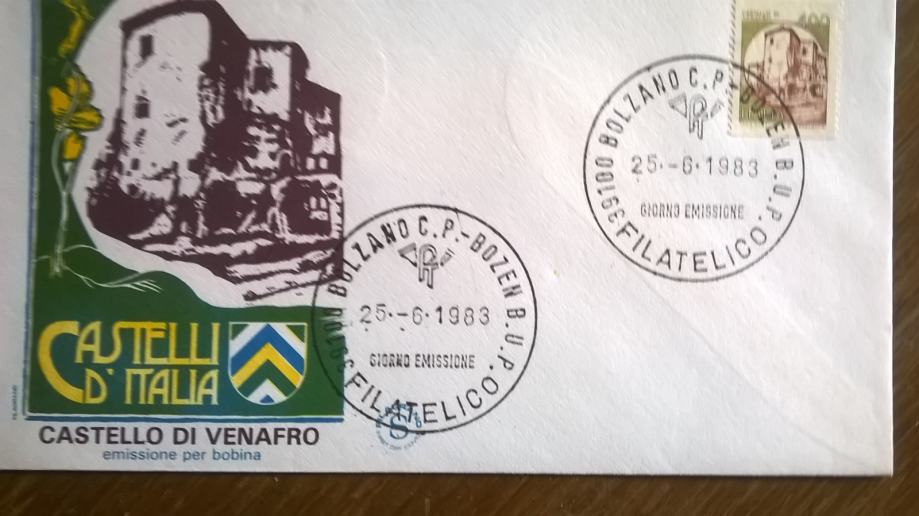 400
39100 BOLZANO C.P.-BOZEN B.U.P.
25.-6.1983
GIORNO EMISSIONE
FILATELICO
39100 BOLZANO C.P.-BOZEN B.U.P.
25.-6.1983
GIORNO EMISSIONE
FILATELICO
CASTELLI
D'ITALIA
CASTELLO DI VENAFRO
emissione per bobina